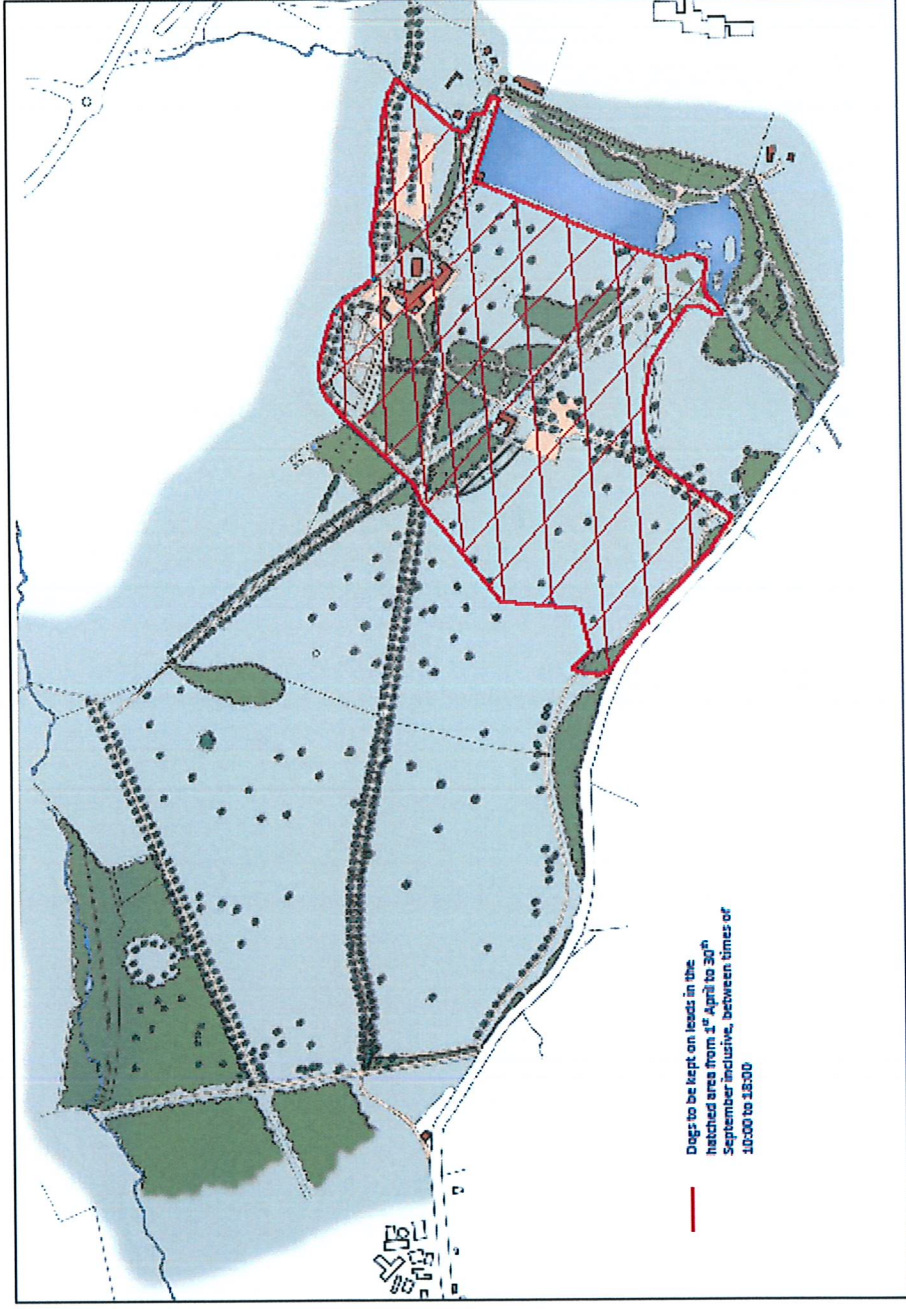 Dogs to be kept on leads in the
hatched area from 1st April to 30th
September inclusive, between times of
10:00 to 18:00